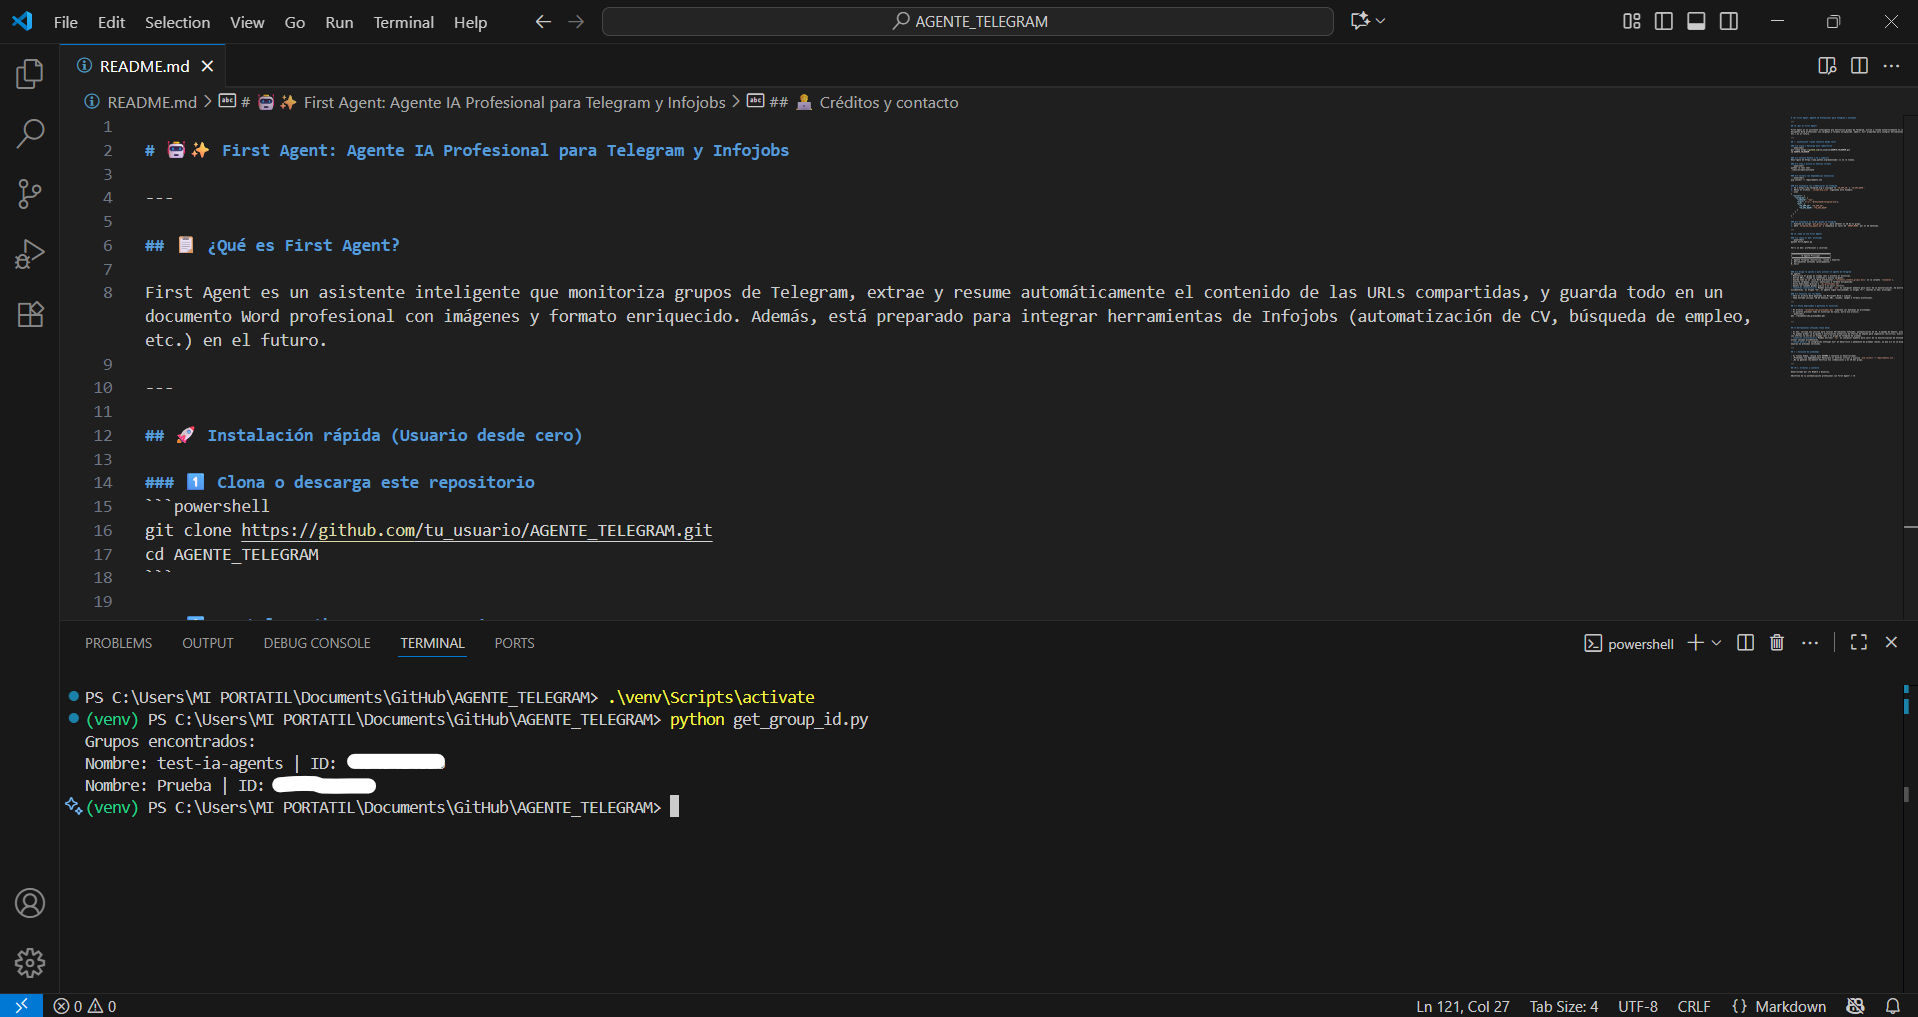 File Edit Selection View Go Run Terminal Help
AGENTE_TELEGRAM
README.md
README.md > # 🤖✨ First Agent: Agente IA Profesional para Telegram y Infojobs > ## 🧑‍💻 Créditos y contacto
1
2 # 🤖✨ First Agent: Agente IA Profesional para Telegram y Infojobs
3
4 ---
5
6 ## 📋 ¿Qué es First Agent?
7
8 First Agent es un asistente inteligente que monitoriza grupos de Telegram, extrae y resume automáticamente el contenido de las URLs compartidas, y guarda todo en un
documento Word profesional con imágenes y formato enriquecido. Además, está preparado para integrar herramientas de Infojobs (automatización de CV, búsqueda de empleo,
etc.) en el futuro.
9
10 ---
11
12 ## 🚀 Instalación rápida (Usuario desde cero)
13
14 ### 1️⃣ Clona o descarga este repositorio
15 ```powershell
16 git clone https://github.com/tu_usuario/AGENTE_TELEGRAM.git
17 cd AGENTE_TELEGRAM
18 ```
19
PROBLEMS OUTPUT DEBUG CONSOLE TERMINAL PORTS
powershell
PS C:\Users\MI PORTATIL\Documents\GitHub\AGENTE_TELEGRAM> .\venv\Scripts\activate
(venv) PS C:\Users\MI PORTATIL\Documents\GitHub\AGENTE_TELEGRAM> python get_group_id.py
Grupos encontrados:
Nombre: test-ia-agents | ID:
Nombre: Prueba | ID:
(venv) PS C:\Users\MI PORTATIL\Documents\GitHub\AGENTE_TELEGRAM>
0 0 Ln 121, Col 27 Tab Size: 4 UTF-8 CRLF {} Markdown